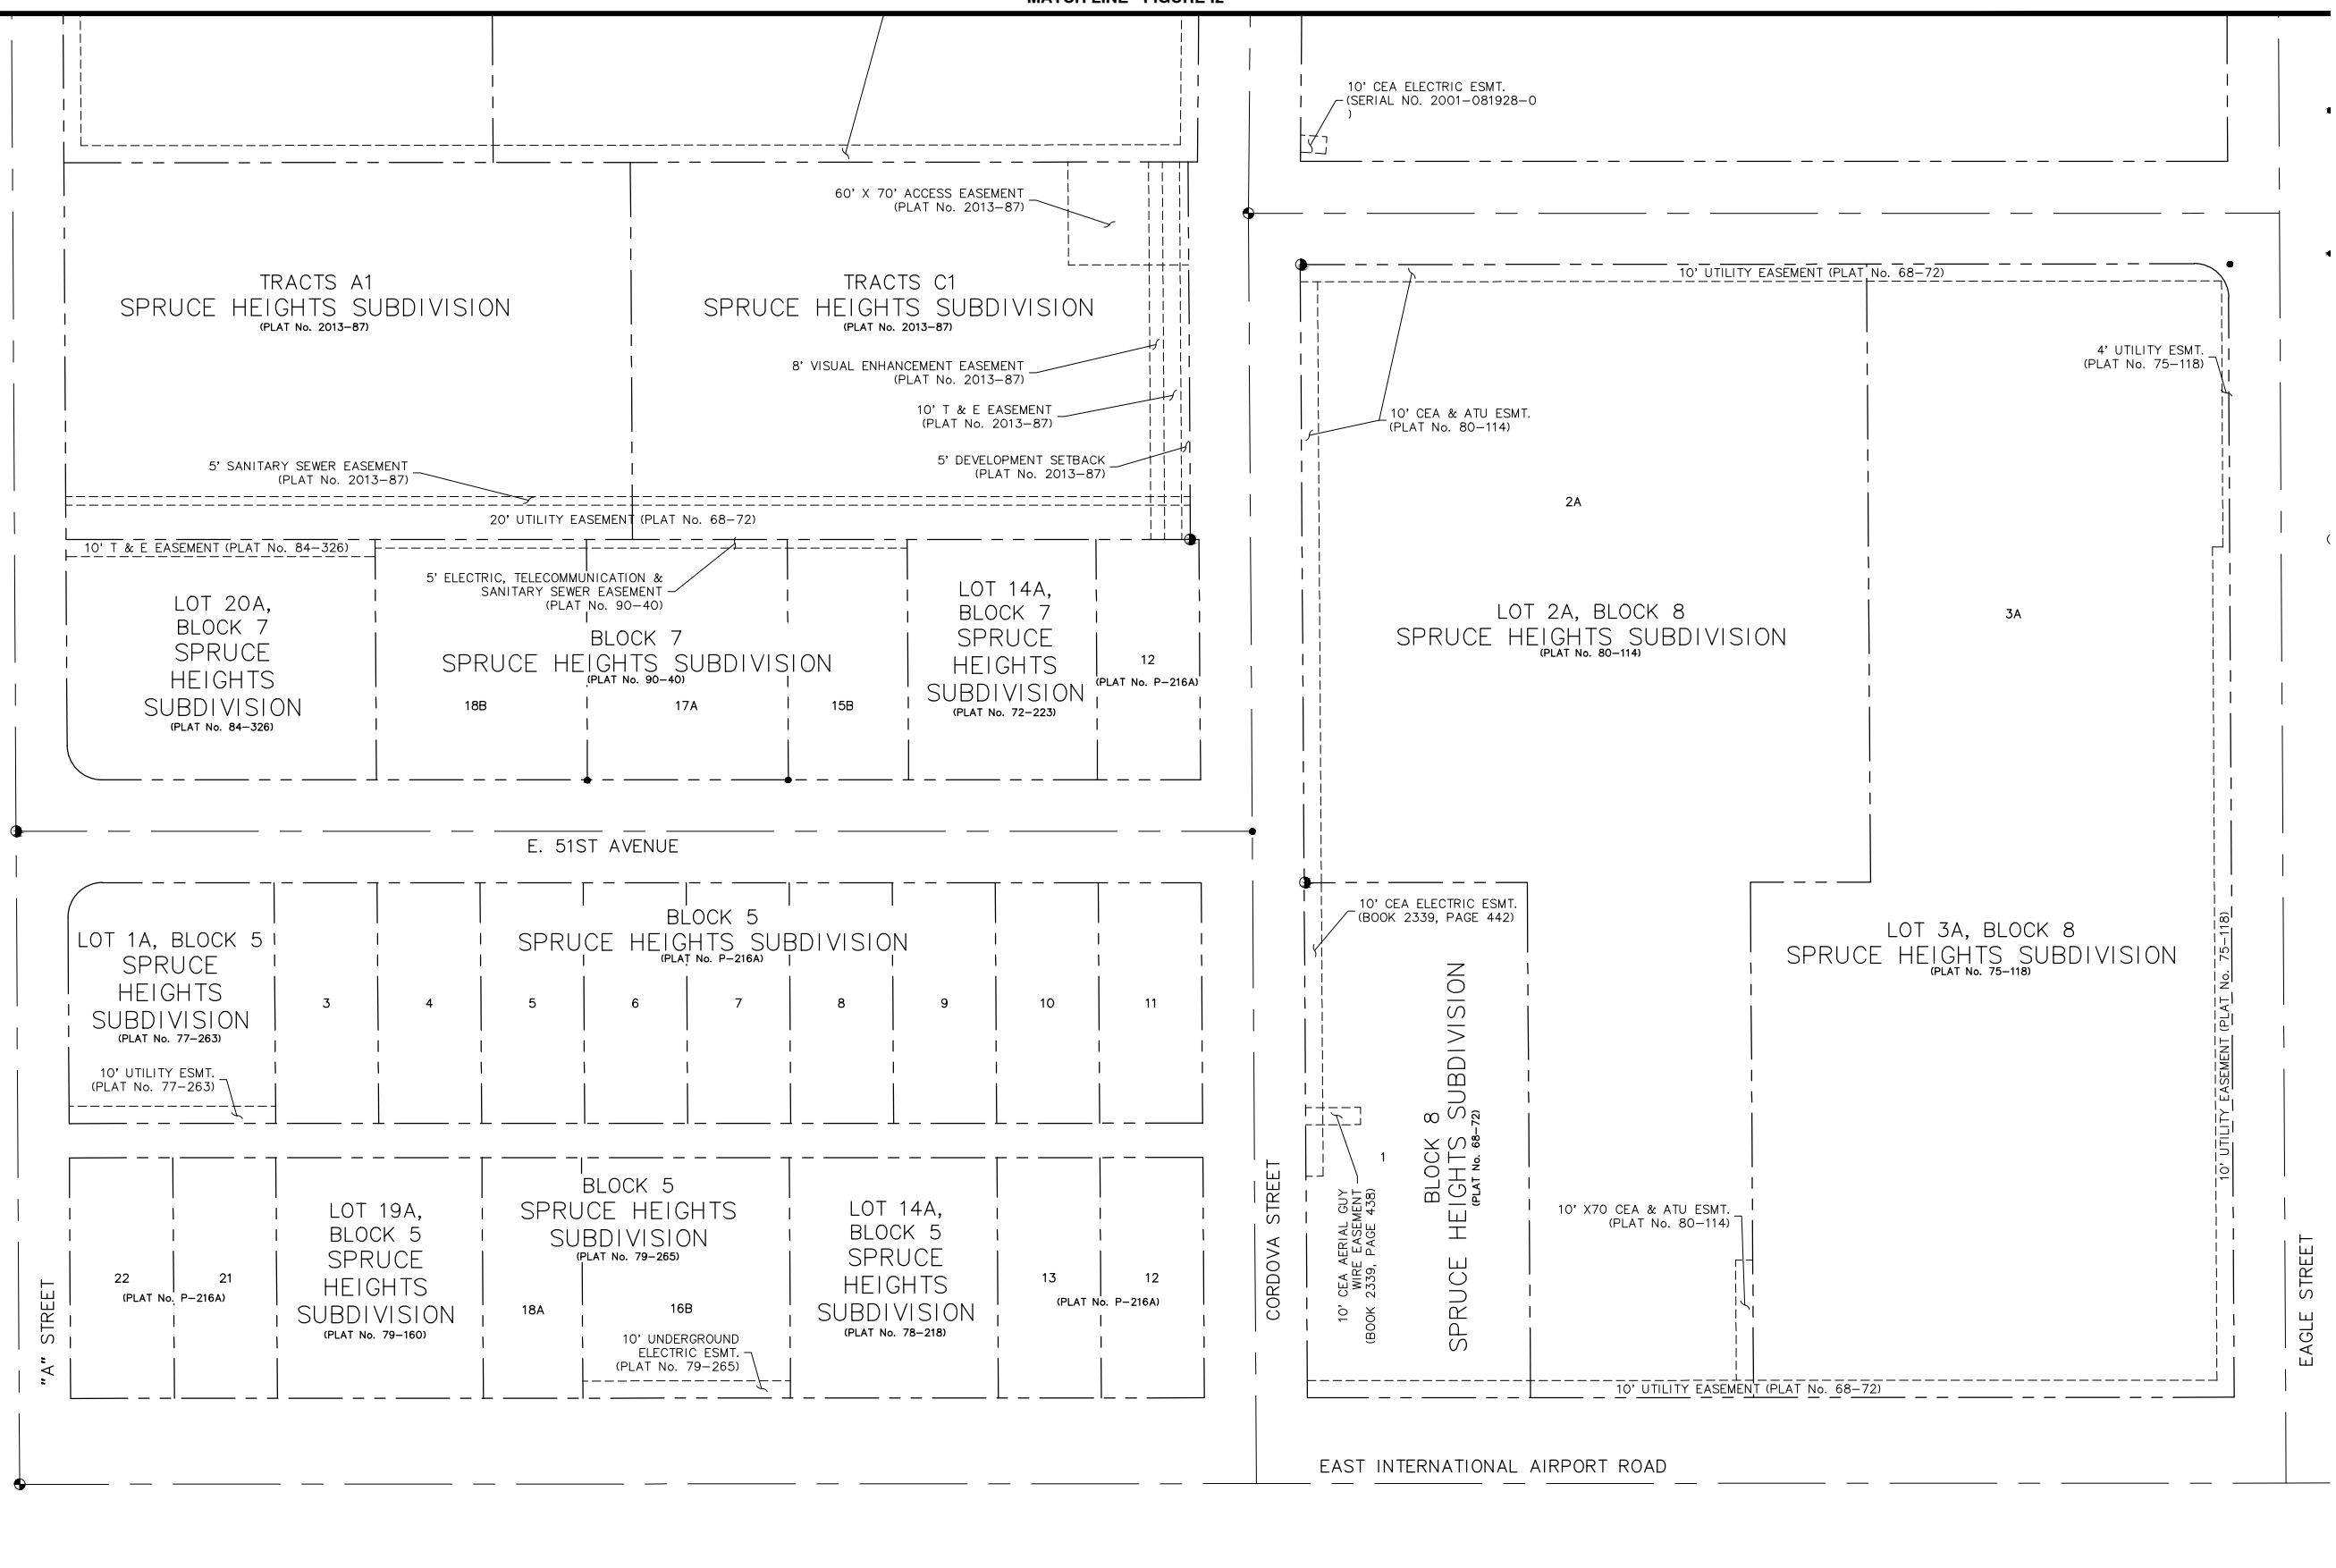 MATCH LINE - FIGURE 12
10' CEA ELECTRIC ESMT.
(SERIAL NO. 2001-081928-0
)
60' X 70' ACCESS EASEMENT
(PLAT No. 2013-87)
TRACTS A1
SPRUCE HEIGHTS SUBDIVISION
(PLAT No. 2013-87)
TRACTS C1
SPRUCE HEIGHTS SUBDIVISION
(PLAT No. 2013-87)
8' VISUAL ENHANCEMENT EASEMENT
(PLAT No. 2013-87)
10' T & E EASEMENT
(PLAT No. 2013-87)
5' DEVELOPMENT SETBACK
(PLAT No. 2013-87)
5' SANITARY SEWER EASEMENT
(PLAT No. 2013-87)
20' UTILITY EASEMENT (PLAT No. 68-72)
10' T & E EASEMENT (PLAT No. 84-326)
5' ELECTRIC, TELECOMMUNICATION &
SANITARY SEWER EASEMENT
(PLAT No. 90-40)
LOT 20A,
BLOCK 7
SPRUCE
HEIGHTS
SUBDIVISION
(PLAT No. 84-326)
BLOCK 7
SPRUCE HEIGHTS SUBDIVISION
(PLAT No. 90-40)
18B
17A
15B
LOT 14A,
BLOCK 7
SPRUCE
HEIGHTS
SUBDIVISION
(PLAT No. 72-223)
12
(PLAT No. P-216A)
10' UTILITY EASEMENT (PLAT No. 68-72)
4' UTILITY ESMT.
(PLAT No. 75-118)
10' CEA & ATU ESMT.
(PLAT No. 80-114)
2A
LOT 2A, BLOCK 8
SPRUCE HEIGHTS SUBDIVISION
(PLAT No. 80-114)
3A
E. 51ST AVENUE
LOT 1A, BLOCK 5
SPRUCE
HEIGHTS
SUBDIVISION
(PLAT No. 77-263)
10' UTILITY ESMT.
(PLAT No. 77-263)
BLOCK 5
SPRUCE HEIGHTS SUBDIVISION
(PLAT No. P-216A)
3
4
5
6
7
8
9
10
11
10' CEA ELECTRIC ESMT.
(BOOK 2339, PAGE 442)
LOT 3A, BLOCK 8
SPRUCE HEIGHTS SUBDIVISION
(PLAT No. 75-118)
10' UTILITY EASEMENT (PLAT No. 75-118)
BLOCK 8
SPRUCE HEIGHTS SUBDIVISION
(PLAT No. 68-72)
1
10' CEA AERIAL GUY
WIRE EASEMENT
(BOOK 2339, PAGE 438)
10' X70 CEA & ATU ESMT.
(PLAT No. 80-114)
22
21
(PLAT No. P-216A)
LOT 19A,
BLOCK 5
SPRUCE
HEIGHTS
SUBDIVISION
(PLAT No. 79-160)
BLOCK 5
SPRUCE HEIGHTS
SUBDIVISION
(PLAT No. 79-265)
18A
16B
10' UNDERGROUND
ELECTRIC ESMT.
(PLAT No. 79-265)
LOT 14A,
BLOCK 5
SPRUCE
HEIGHTS
SUBDIVISION
(PLAT No. 78-218)
13
12
(PLAT No. P-216A)
10' UTILITY EASEMENT (PLAT No. 68-72)
"A" STREET
CORDOVA STREET
EAGLE STREET
EAST INTERNATIONAL AIRPORT ROAD